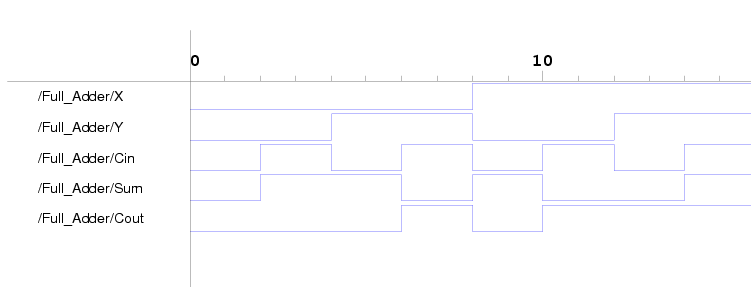 0 10
/Full_Adder/X
/Full_Adder/Y
/Full_Adder/Cin
/Full_Adder/Sum
/Full_Adder/Cout